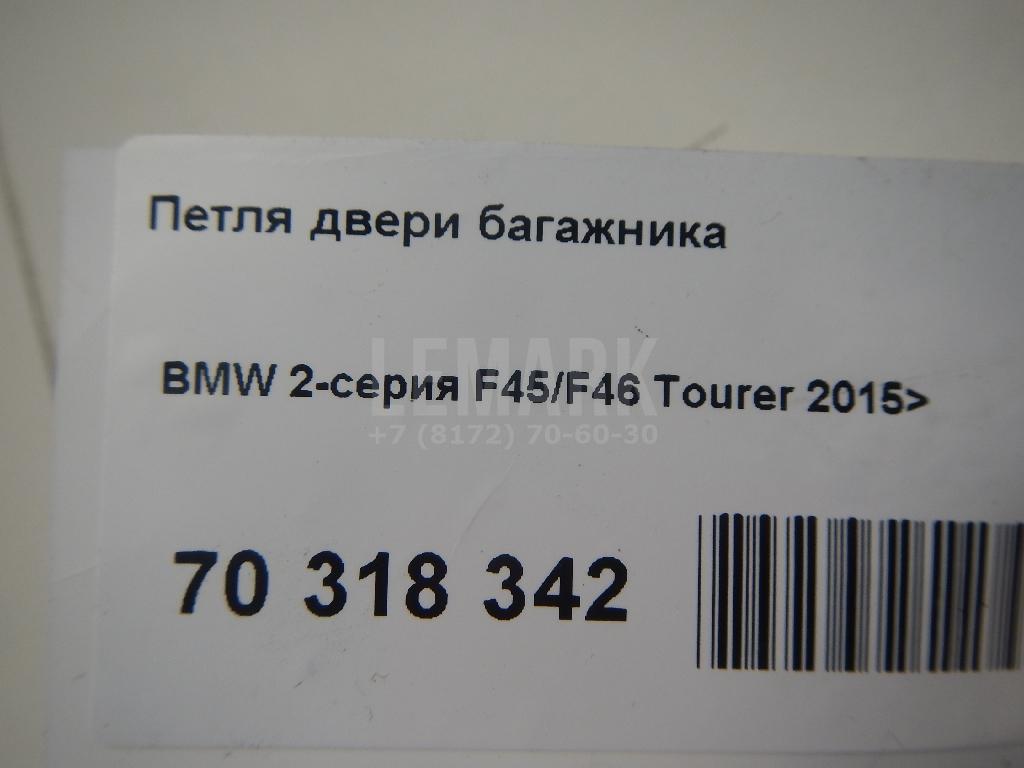 Петля двери багажника
LEMARK
BMW 2-серия F45/F46 Tourer 2015>
+7 (8172) 70-60-30
70 318 342